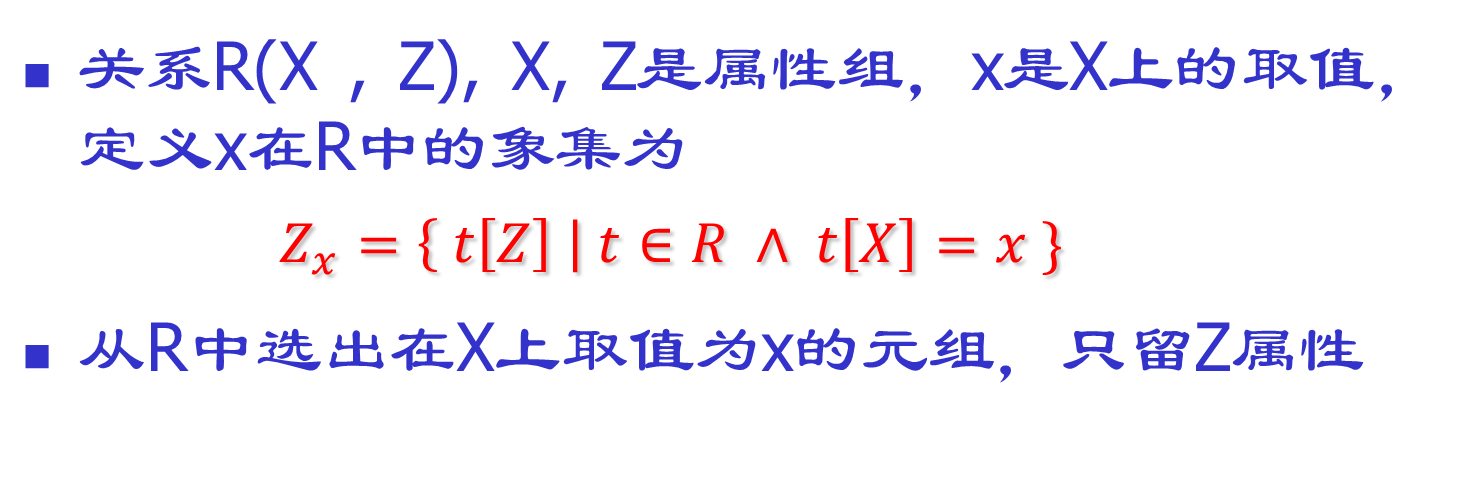 ■ 关系R(X , Z), X, Z是属性组，x是X上的取值，
定义x在R中的象集为
Zₓ = { t[Z] | t ∈ R ∧ t[X] = x }
■ 从R中选出在X上取值为x的元组，只留Z属性